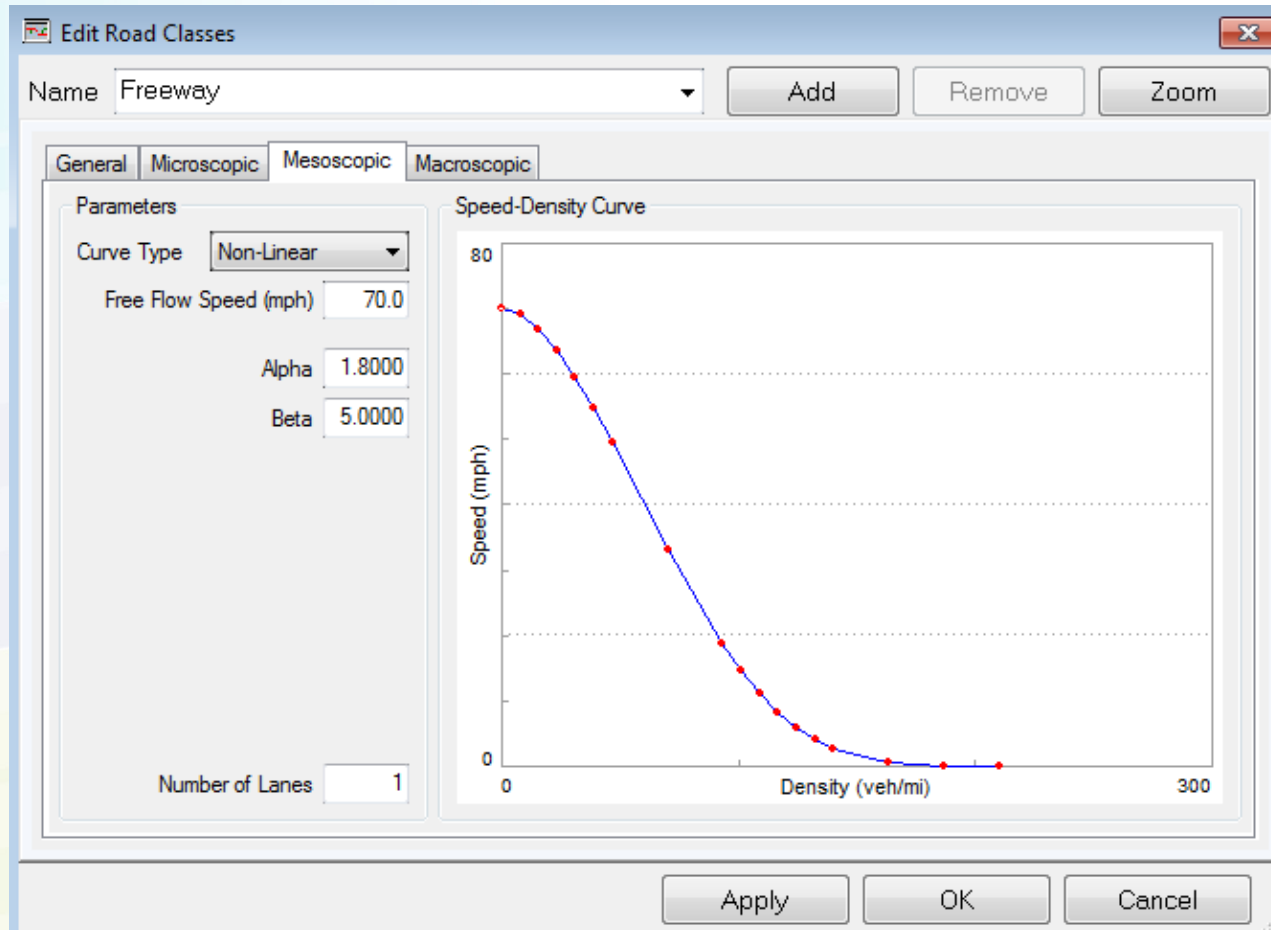 Edit Road Classes
Name Freeway Add Remove Zoom
General Microscopic Mesoscopic Macroscopic
Parameters
Curve Type Non-Linear
Free Flow Speed (mph) 70.0
Alpha 1.8000
Beta 5.0000
Number of Lanes 1
Speed-Density Curve
80
Speed (mph)
0
0 Density (veh/mi) 300
Apply OK Cancel